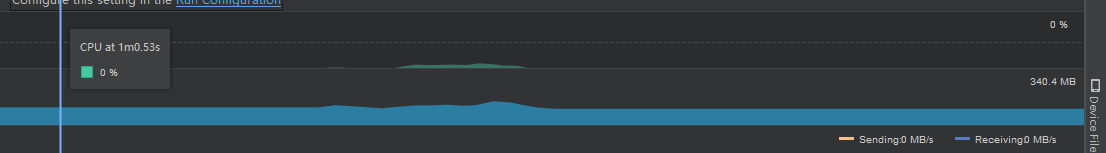 Configure this setting in the Run Configuration
0 %
CPU at 1m0.53s
0 %
340.4 MB
Sending:0 MB/s
Receiving:0 MB/s
Device File